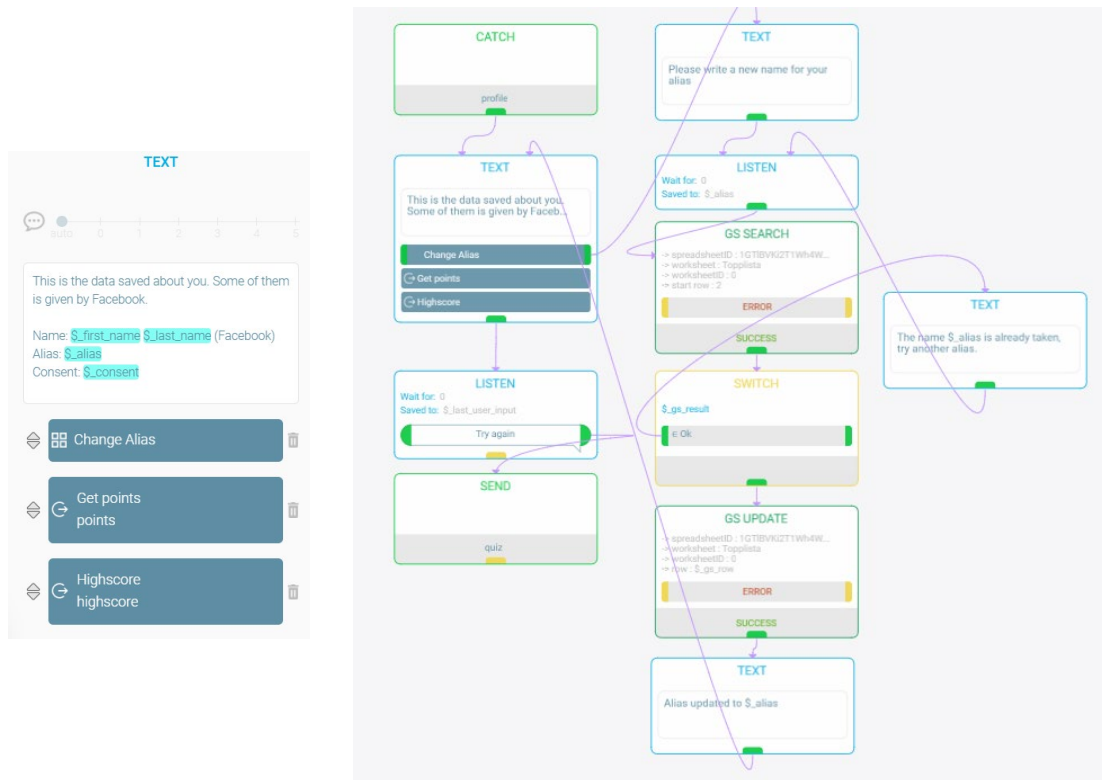 TEXT
auto 0 1 2 3 4 5
This is the data saved about you. Some of them
is given by Facebook.
Name: $_first_name $_last_name (Facebook)
Alias: $_alias
Consent: $_consent
Change Alias
Get points
points
Highscore
highscore
CATCH
profile
TEXT
This is the data saved about you.
Some of them is given by Faceb...
Change Alias
Get points
Highscore
LISTEN
Wait for: 0
Saved to: $_last_user_input
Try again
SEND
quiz
TEXT
Please write a new name for your
alias
LISTEN
Wait for: 0
Saved to: $_alias
GS SEARCH
-> spreadsheetID : 1GTlBVKi2T1Wh4W...
-> worksheet : Topplista
-> worksheetID : 0
-> start row : 2
ERROR
SUCCESS
SWITCH
$_gs_result
∈ Ok
GS UPDATE
-> spreadsheetID : 1GTlBVKi2T1Wh4W...
-> worksheet : Topplista
-> worksheetID : 0
-> row : $_gs_row
ERROR
SUCCESS
TEXT
Alias updated to $_alias
TEXT
The name $_alias is already taken,
try another alias.